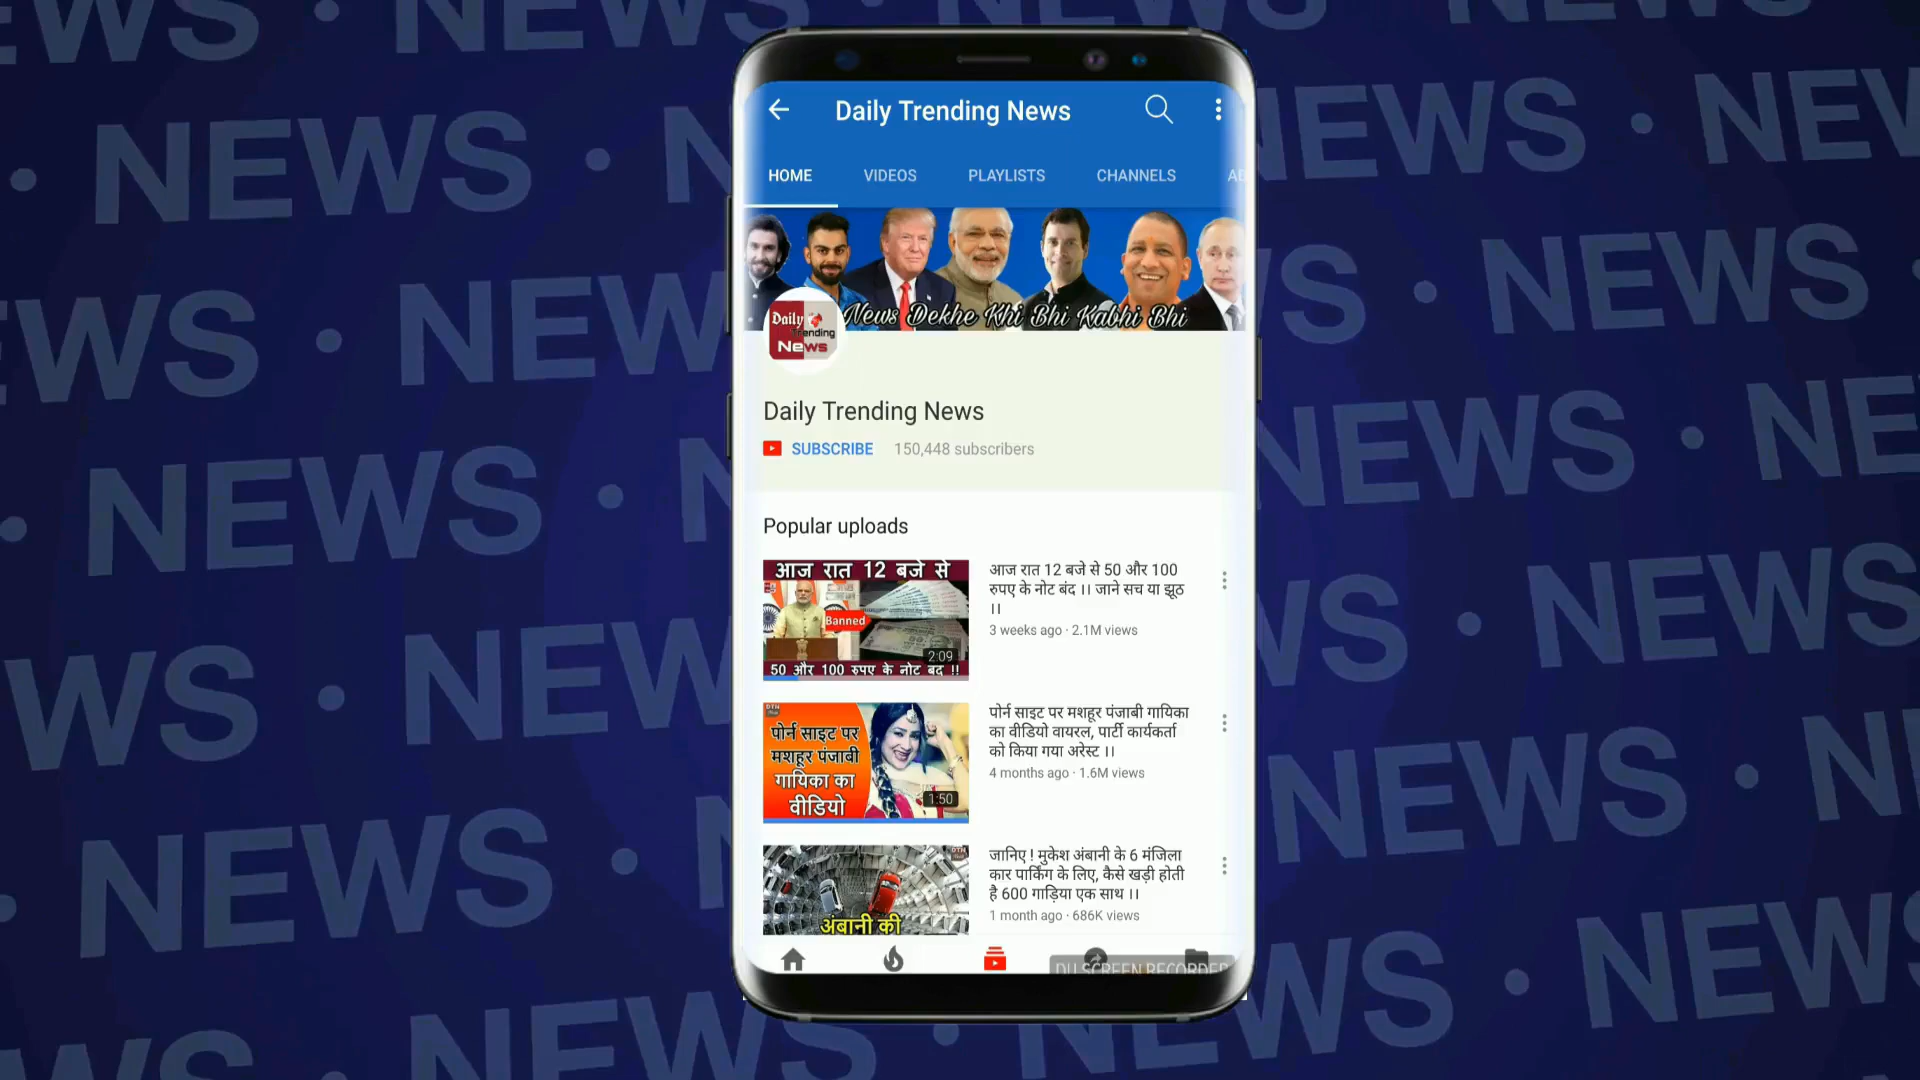 NEWS
Daily Trending News
HOME VIDEOS PLAYLISTS CHANNELS
News Dekhe Khi Bhi Kabhi Bhi
Daily
Trending
News
Daily Trending News
SUBSCRIBE 150,448 subscribers
Popular uploads
आज रात 12 बजे से
Banned
2:09
50 और 100 रुपए के नोट बंद !!
आज रात 12 बजे से 50 और 100
रुपए के नोट बंद ।। जाने सच या झूठ
।।
3 weeks ago · 2.1M views
DTN
पोर्न साइट पर
मशहूर पंजाबी
गायिका का
वीडियो
1:50
पोर्न साइट पर मशहूर पंजाबी गायिका
का वीडियो वायरल, पार्टी कार्यकर्ता
को किया गया अरेस्ट ।।
4 months ago · 1.6M views
DTN
अंबानी की
जानिए ! मुकेश अंबानी के 6 मंजिला
कार पार्किंग के लिए, कैसे खड़ी होती
है 600 गाड़िया एक साथ ।।
1 month ago · 686K views
DU SCREEN RECORDER